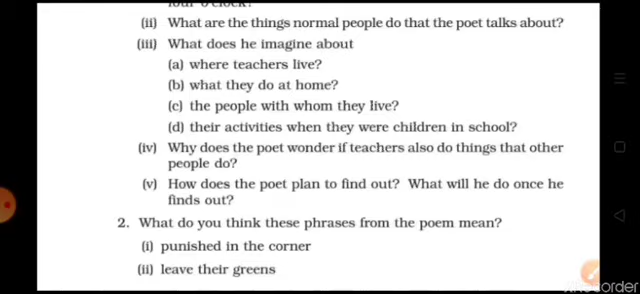 four o'clock?
(ii) What are the things normal people do that the poet talks about?
(iii) What does he imagine about
(a) where teachers live?
(b) what they do at home?
(c) the people with whom they live?
(d) their activities when they were children in school?
(iv) Why does the poet wonder if teachers also do things that other
people do?
(v) How does the poet plan to find out? What will he do once he
finds out?
2. What do you think these phrases from the poem mean?
(i) punished in the corner
(ii) leave their greens